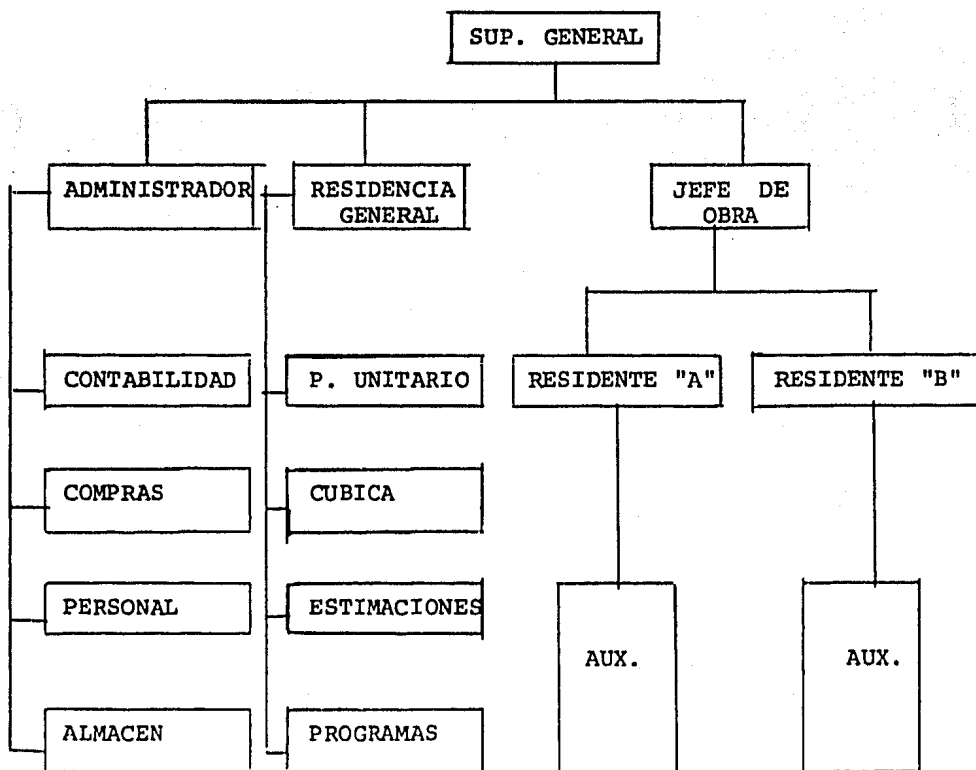 SUP. GENERAL
ADMINISTRADOR
RESIDENCIA
GENERAL
JEFE DE
OBRA
CONTABILIDAD
P. UNITARIO
RESIDENTE "A"
RESIDENTE "B"
COMPRAS
CUBICA
PERSONAL
ESTIMACIONES
AUX.
AUX.
ALMACEN
PROGRAMAS